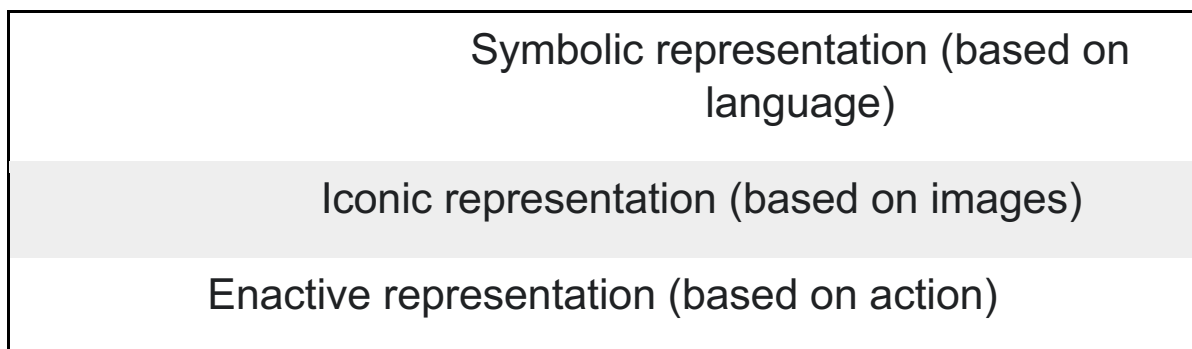 Symbolic representation (based on
language)
Iconic representation (based on images)
Enactive representation (based on action)